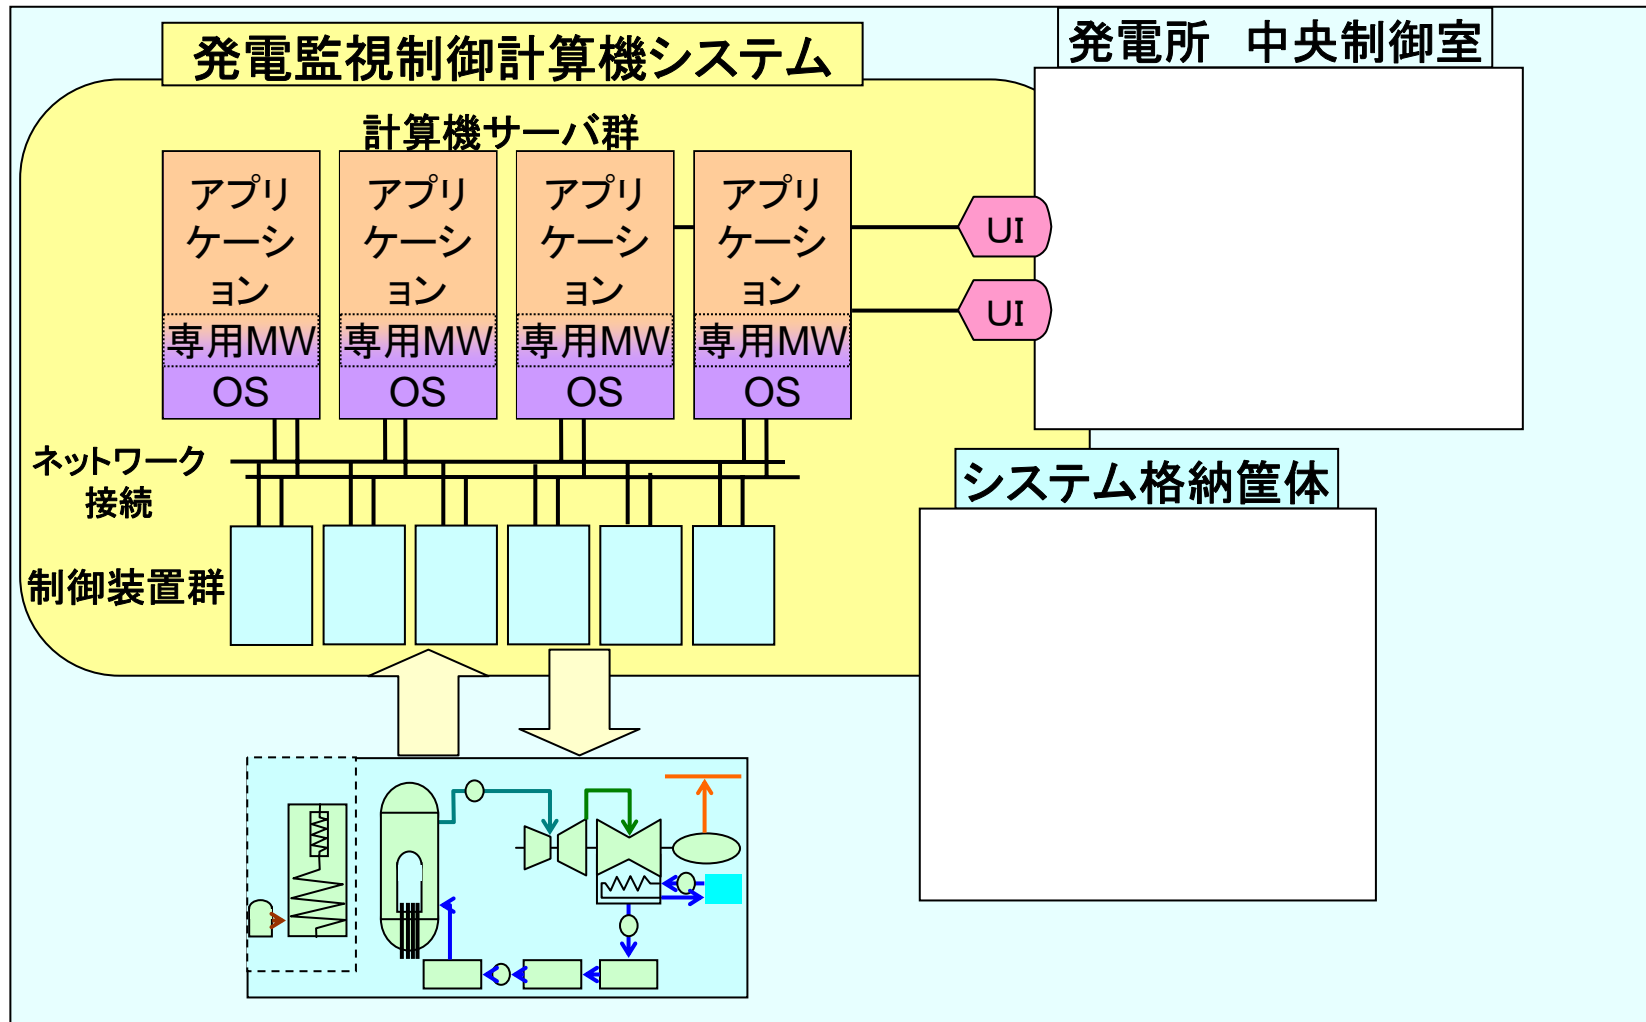 発電監視制御計算機システム
発電所　中央制御室
計算機サーバ群
アプリ
ケーシ
ョン
専用MW
OS
アプリ
ケーシ
ョン
専用MW
OS
アプリ
ケーシ
ョン
専用MW
OS
アプリ
ケーシ
ョン
専用MW
OS
UI
UI
ネットワーク
接続
システム格納筐体
制御装置群